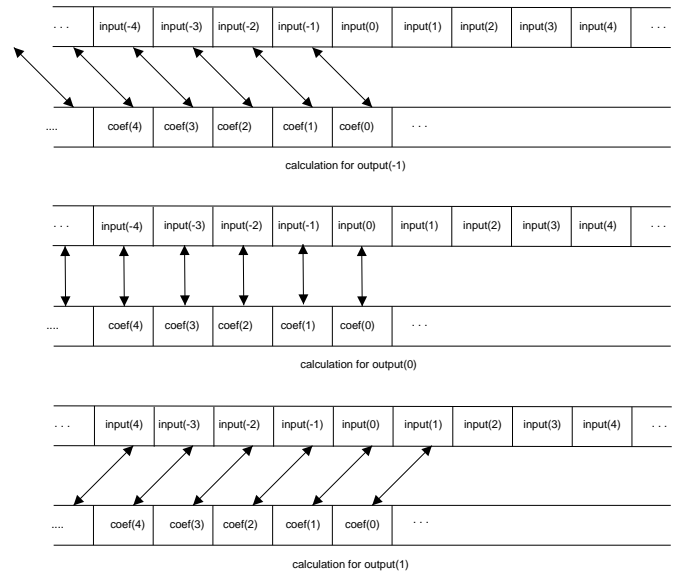 . . . input(-4) input(-3) input(-2) input(-1) input(0) input(1) input(2) input(3) input(4) . . .
.... coef(4) coef(3) coef(2) coef(1) coef(0) . . .
calculation for output(-1)
. . . input(-4) input(-3) input(-2) input(-1) input(0) input(1) input(2) input(3) input(4) . . .
.... coef(4) coef(3) coef(2) coef(1) coef(0) . . .
calculation for output(0)
. . . input(4) input(-3) input(-2) input(-1) input(0) input(1) input(2) input(3) input(4) . . .
.... coef(4) coef(3) coef(2) coef(1) coef(0) . . .
calculation for output(1)